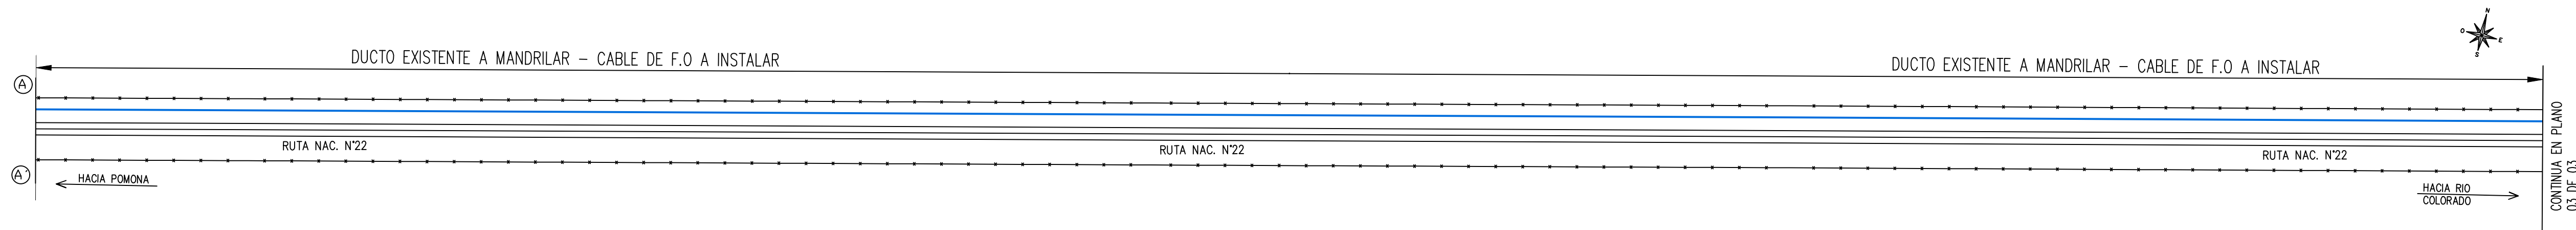 N
O
E
S
DUCTO EXISTENTE A MANDRILAR - CABLE DE F.O A INSTALAR
DUCTO EXISTENTE A MANDRILAR - CABLE DE F.O A INSTALAR
A
RUTA NAC. N°22
RUTA NAC. N°22
RUTA NAC. N°22
A'
HACIA POMONA
HACIA RIO
COLORADO
CONTINUA EN PLANO
03 DE 03